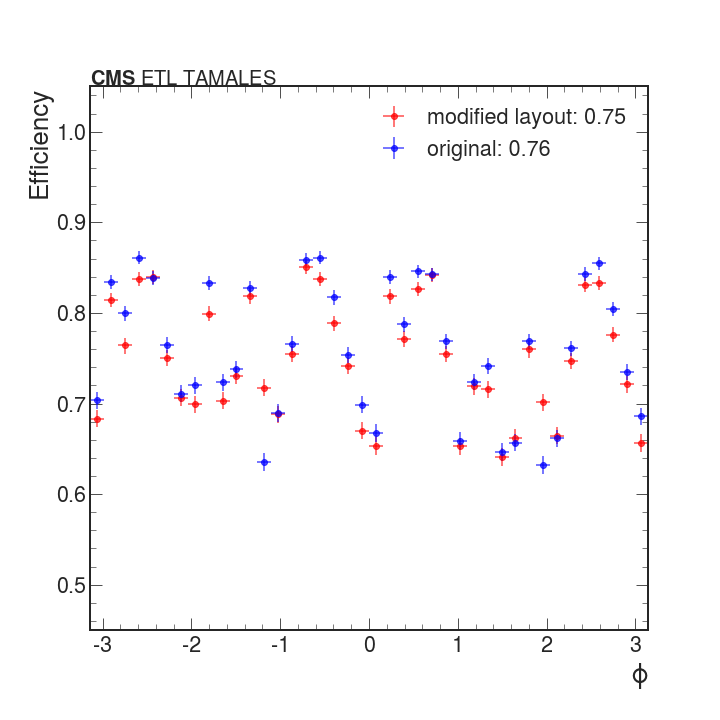 CMS ETL TAMALES
Efficiency
modified layout: 0.75
original: 0.76
1.0
0.9
0.8
0.7
0.6
0.5
-3 -2 -1 0 1 2 3
ϕ